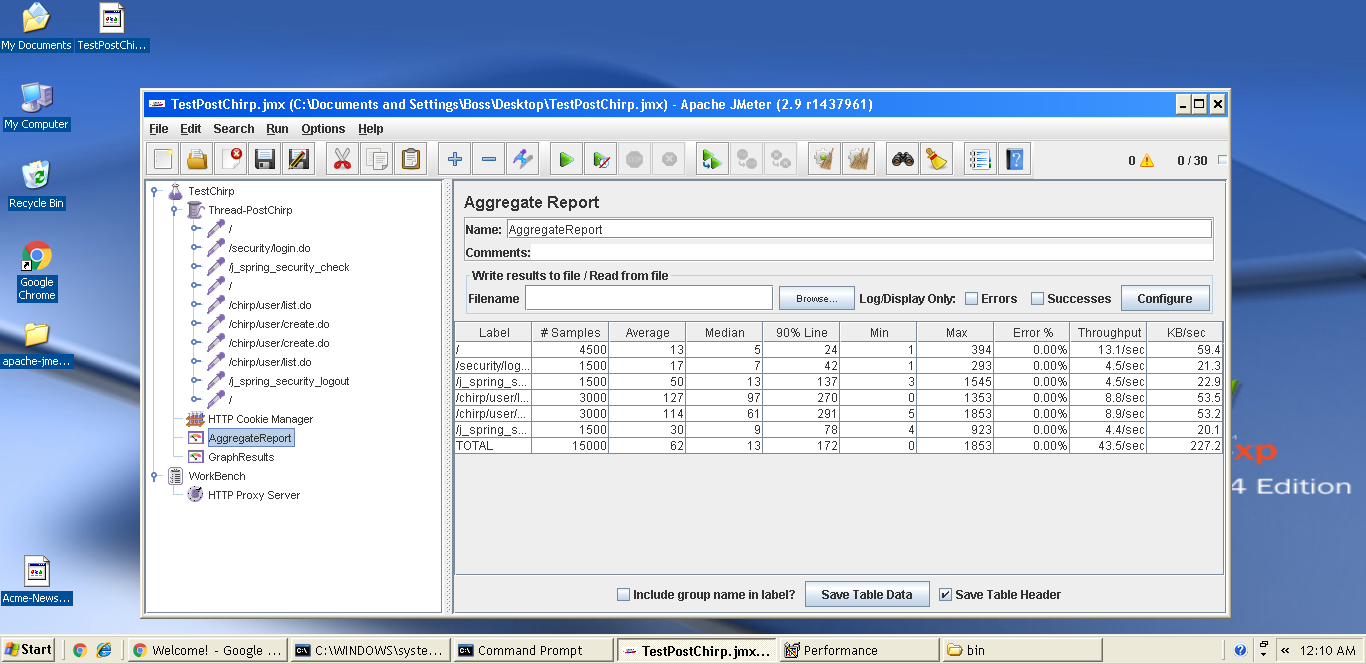 My Documents
TestPostChi...
My Computer
Recycle Bin
Google
Chrome
apache-jme...
Acme-News...
TestPostChirp.jmx (C:\Documents and Settings\Boss\Desktop\TestPostChirp.jmx) - Apache JMeter (2.9 r1437961)
File Edit Search Run Options Help
0 0 / 30
TestChirp
Thread-PostChirp
/
/security/login.do
/j_spring_security_check
/
/chirp/user/list.do
/chirp/user/create.do
/chirp/user/create.do
/chirp/user/list.do
/j_spring_security_logout
/
HTTP Cookie Manager
AggregateReport
GraphResults
WorkBench
HTTP Proxy Server
Aggregate Report
Name: AggregateReport
Comments:
Write results to file / Read from file
Filename Browse... Log/Display Only: Errors Successes Configure
Label # Samples Average Median 90% Line Min Max Error % Throughput KB/sec
/ 4500 13 5 24 1 394 0.00% 13.1/sec 59.4
/security/log... 1500 17 7 42 1 293 0.00% 4.5/sec 21.3
/j_spring_s... 1500 50 13 137 3 1545 0.00% 4.5/sec 22.9
/chirp/user/l... 3000 127 97 270 0 1353 0.00% 8.8/sec 53.5
/chirp/user/... 3000 114 61 291 5 1853 0.00% 8.9/sec 53.2
/j_spring_s... 1500 30 9 78 4 923 0.00% 4.4/sec 20.1
TOTAL 15000 62 13 172 0 1853 0.00% 43.5/sec 227.2
Include group name in label? Save Table Data Save Table Header
xp
4 Edition
Start Welcome! - Google ... C:\WINDOWS\syste... Command Prompt TestPostChirp.jmx... Performance bin « 12:10 AM